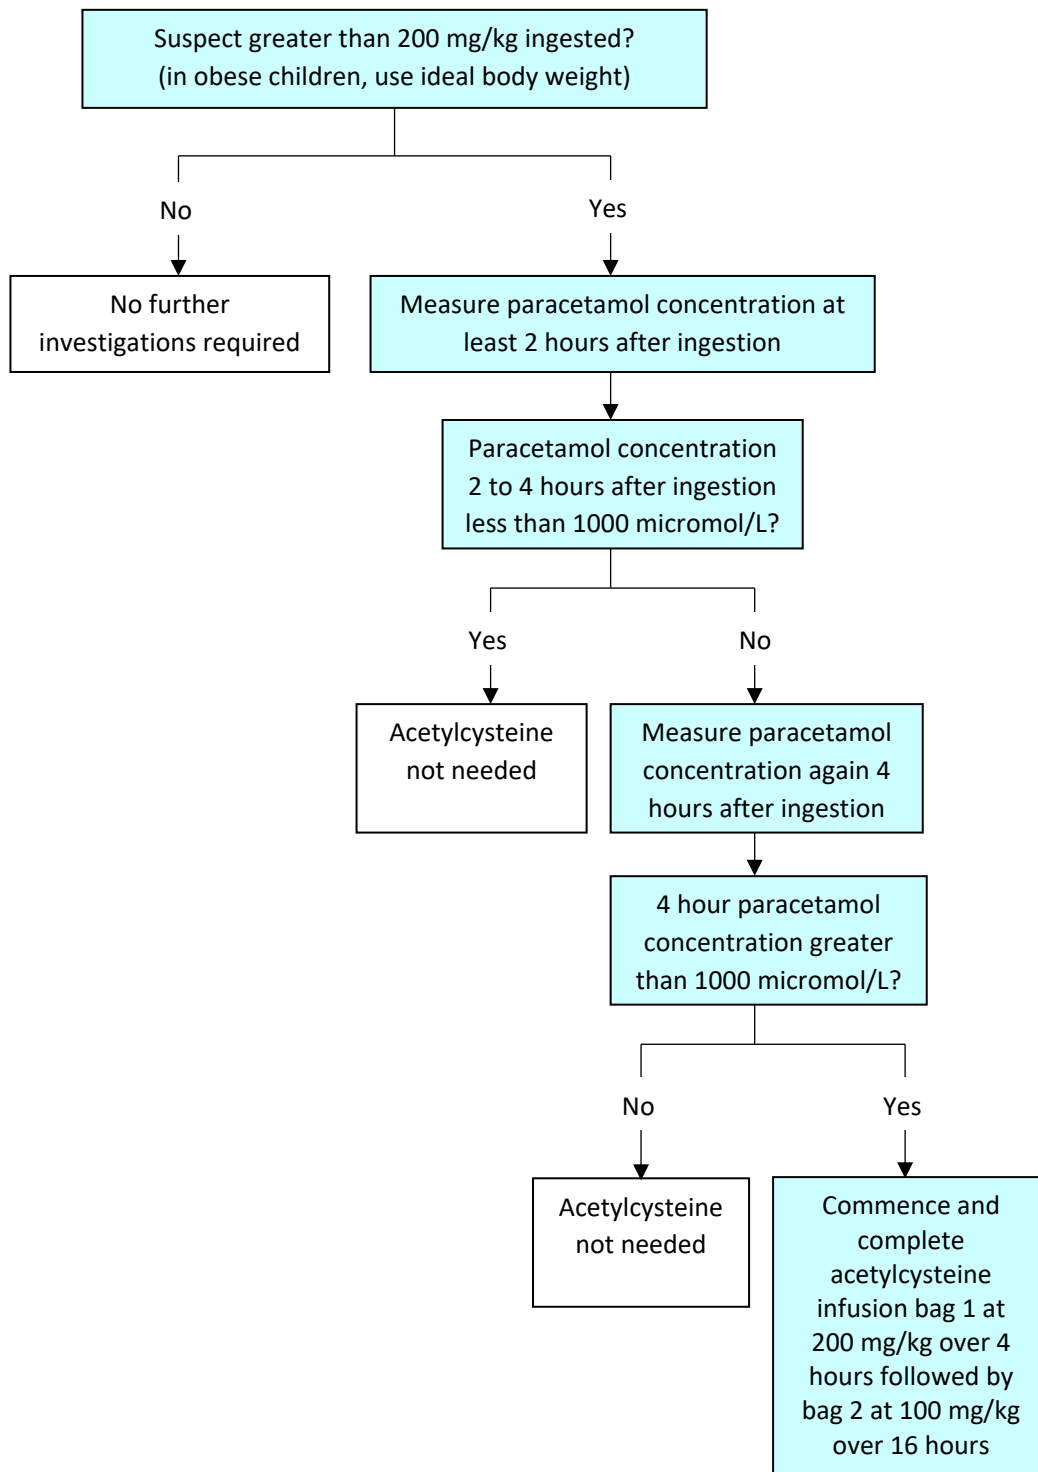 Suspect greater than 200 mg/kg ingested?
(in obese children, use ideal body weight)
No
Yes
No further
investigations required
Measure paracetamol concentration at
least 2 hours after ingestion
Paracetamol concentration
2 to 4 hours after ingestion
less than 1000 micromol/L?
Yes
No
Acetylcysteine
not needed
Measure paracetamol
concentration again 4
hours after ingestion
4 hour paracetamol
concentration greater
than 1000 micromol/L?
No
Yes
Acetylcysteine
not needed
Commence and
complete
acetylcysteine
infusion bag 1 at
200 mg/kg over 4
hours followed by
bag 2 at 100 mg/kg
over 16 hours